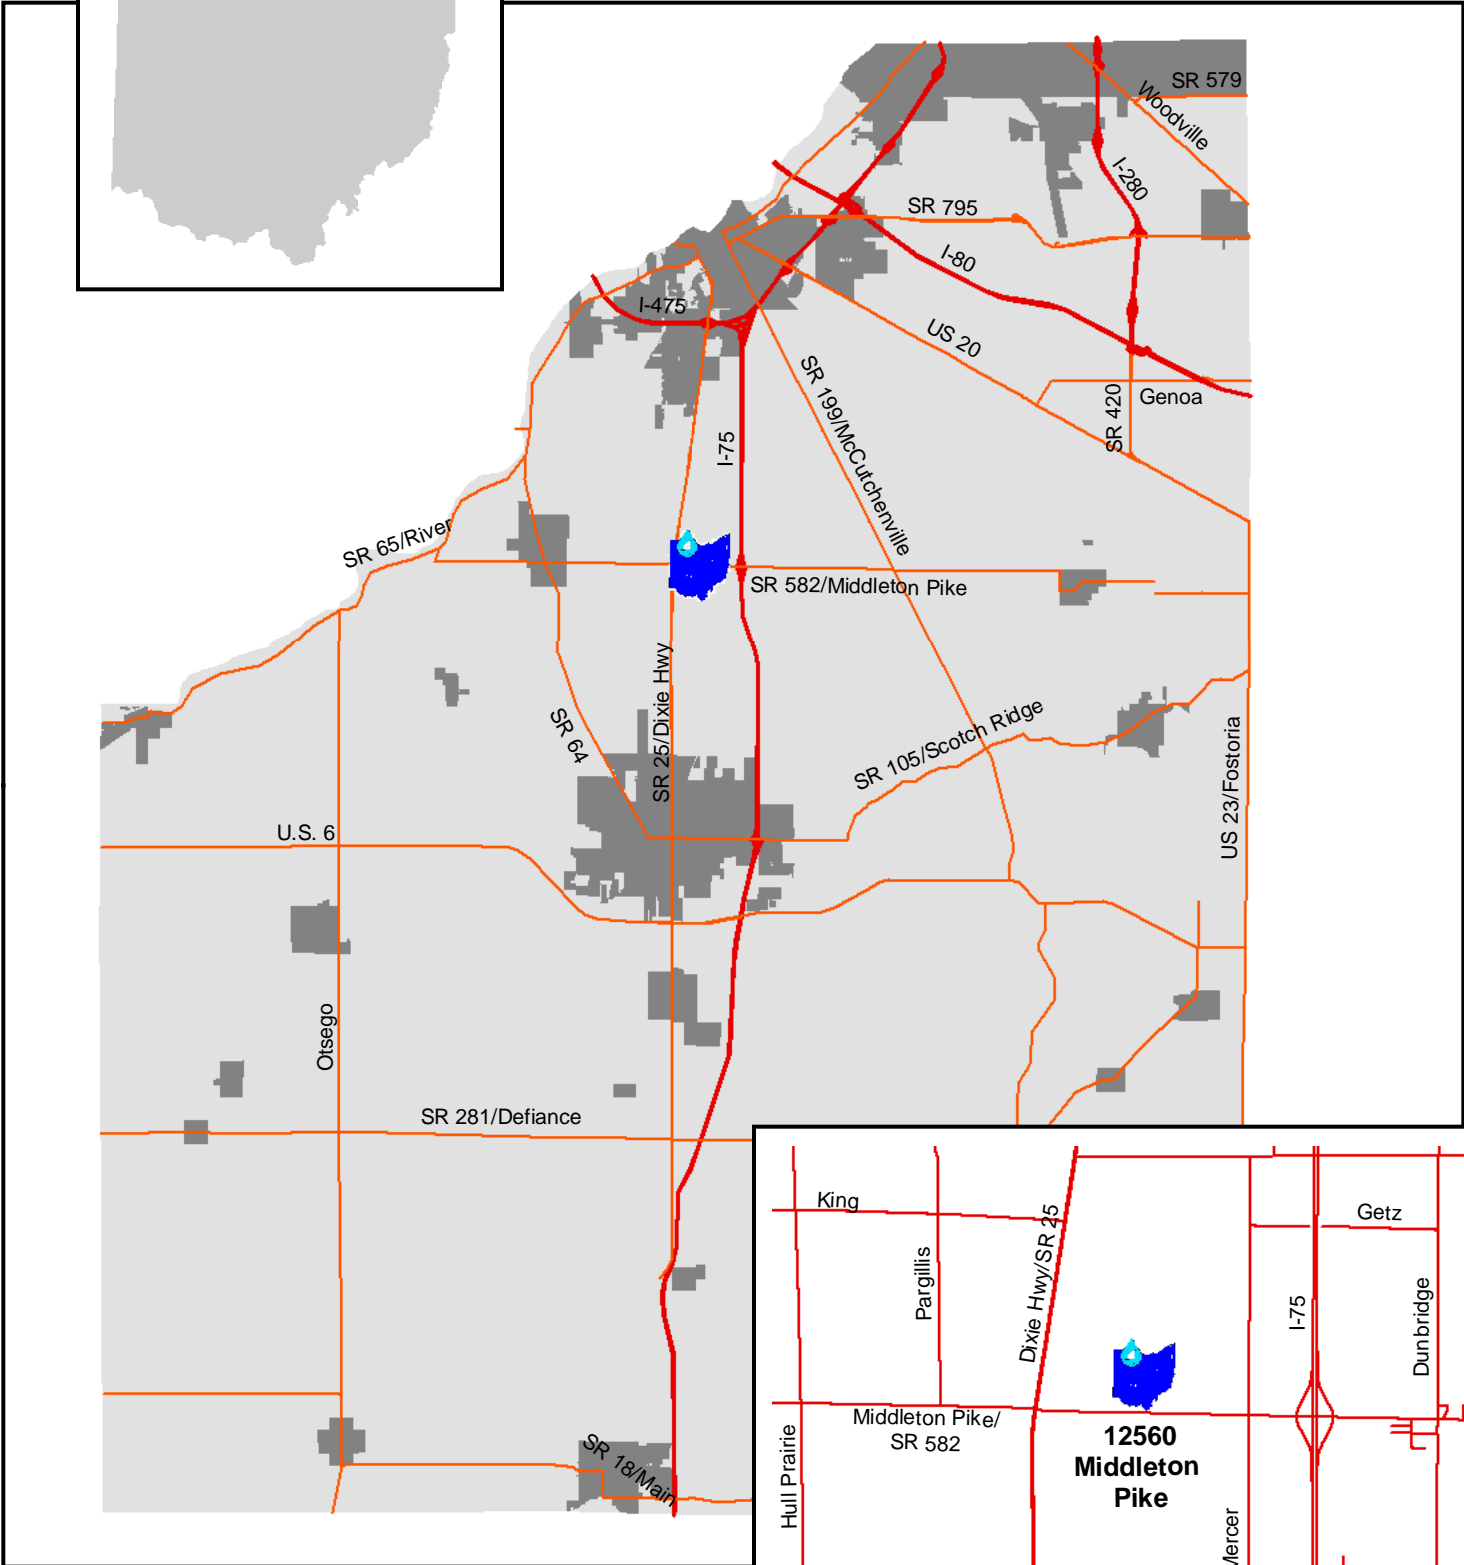 SR 579
Woodville
I-280
SR 795
I-80
I-475
US 20
SR 199/McCutchenville
SR 420
Genoa
I-75
SR 65/River
SR 582/Middleton Pike
SR 25/Dixie Hwy
SR 64
SR 105/Scotch Ridge
US 23/Fostoria
U.S. 6
Otsego
SR 281/Defiance
SR 18/Main
King
Getz
Pargillis
Dixie Hwy/SR 25
I-75
Dunbridge
Middleton Pike/
SR 582
Hull Prairie
12560
Middleton
Pike
Mercer